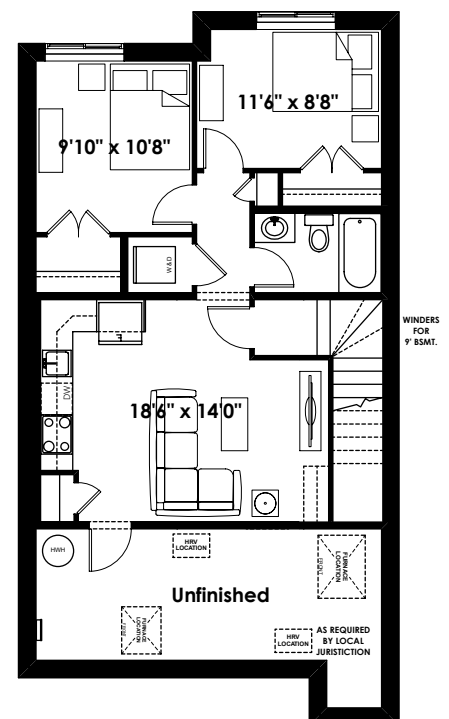 11'6" x 8'8"
9'10" x 10'8"
W&D
WINDERS
FOR
9' BSMT.
F
DW
18'6" x 14'0"
HWH
HRV
LOCATION
FURNACE
LOCATION
Unfinished
FURNACE
LOCATION
HRV
LOCATION
AS REQUIRED
BY LOCAL
JURISTICTION